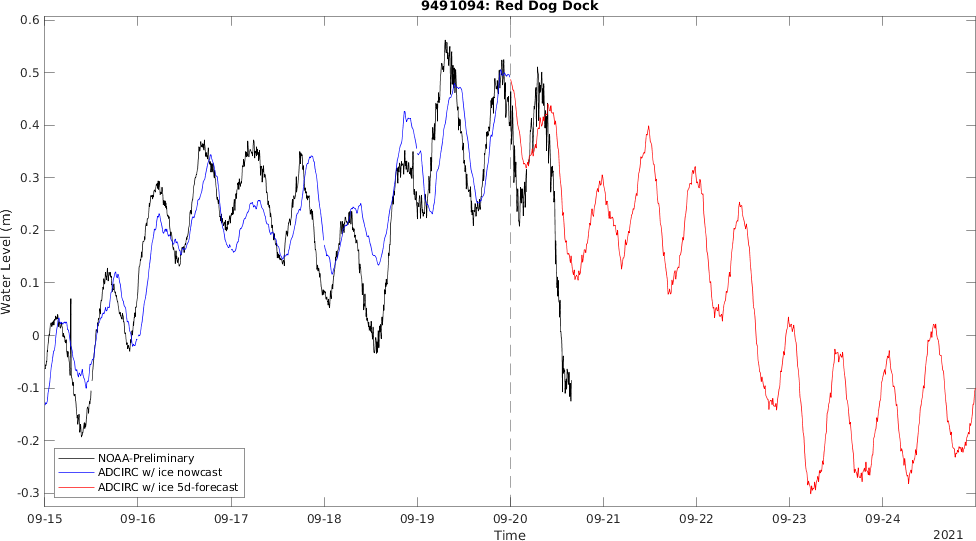 9491094: Red Dog Dock
0.6
0.5
0.4
0.3
0.2
0.1
0
-0.1
-0.2
-0.3
Water Level (m)
NOAA-Preliminary
ADCIRC w/ ice nowcast
ADCIRC w/ ice 5d-forecast
09-15 09-16 09-17 09-18 09-19 09-20 09-21 09-22 09-23 09-24
Time
2021